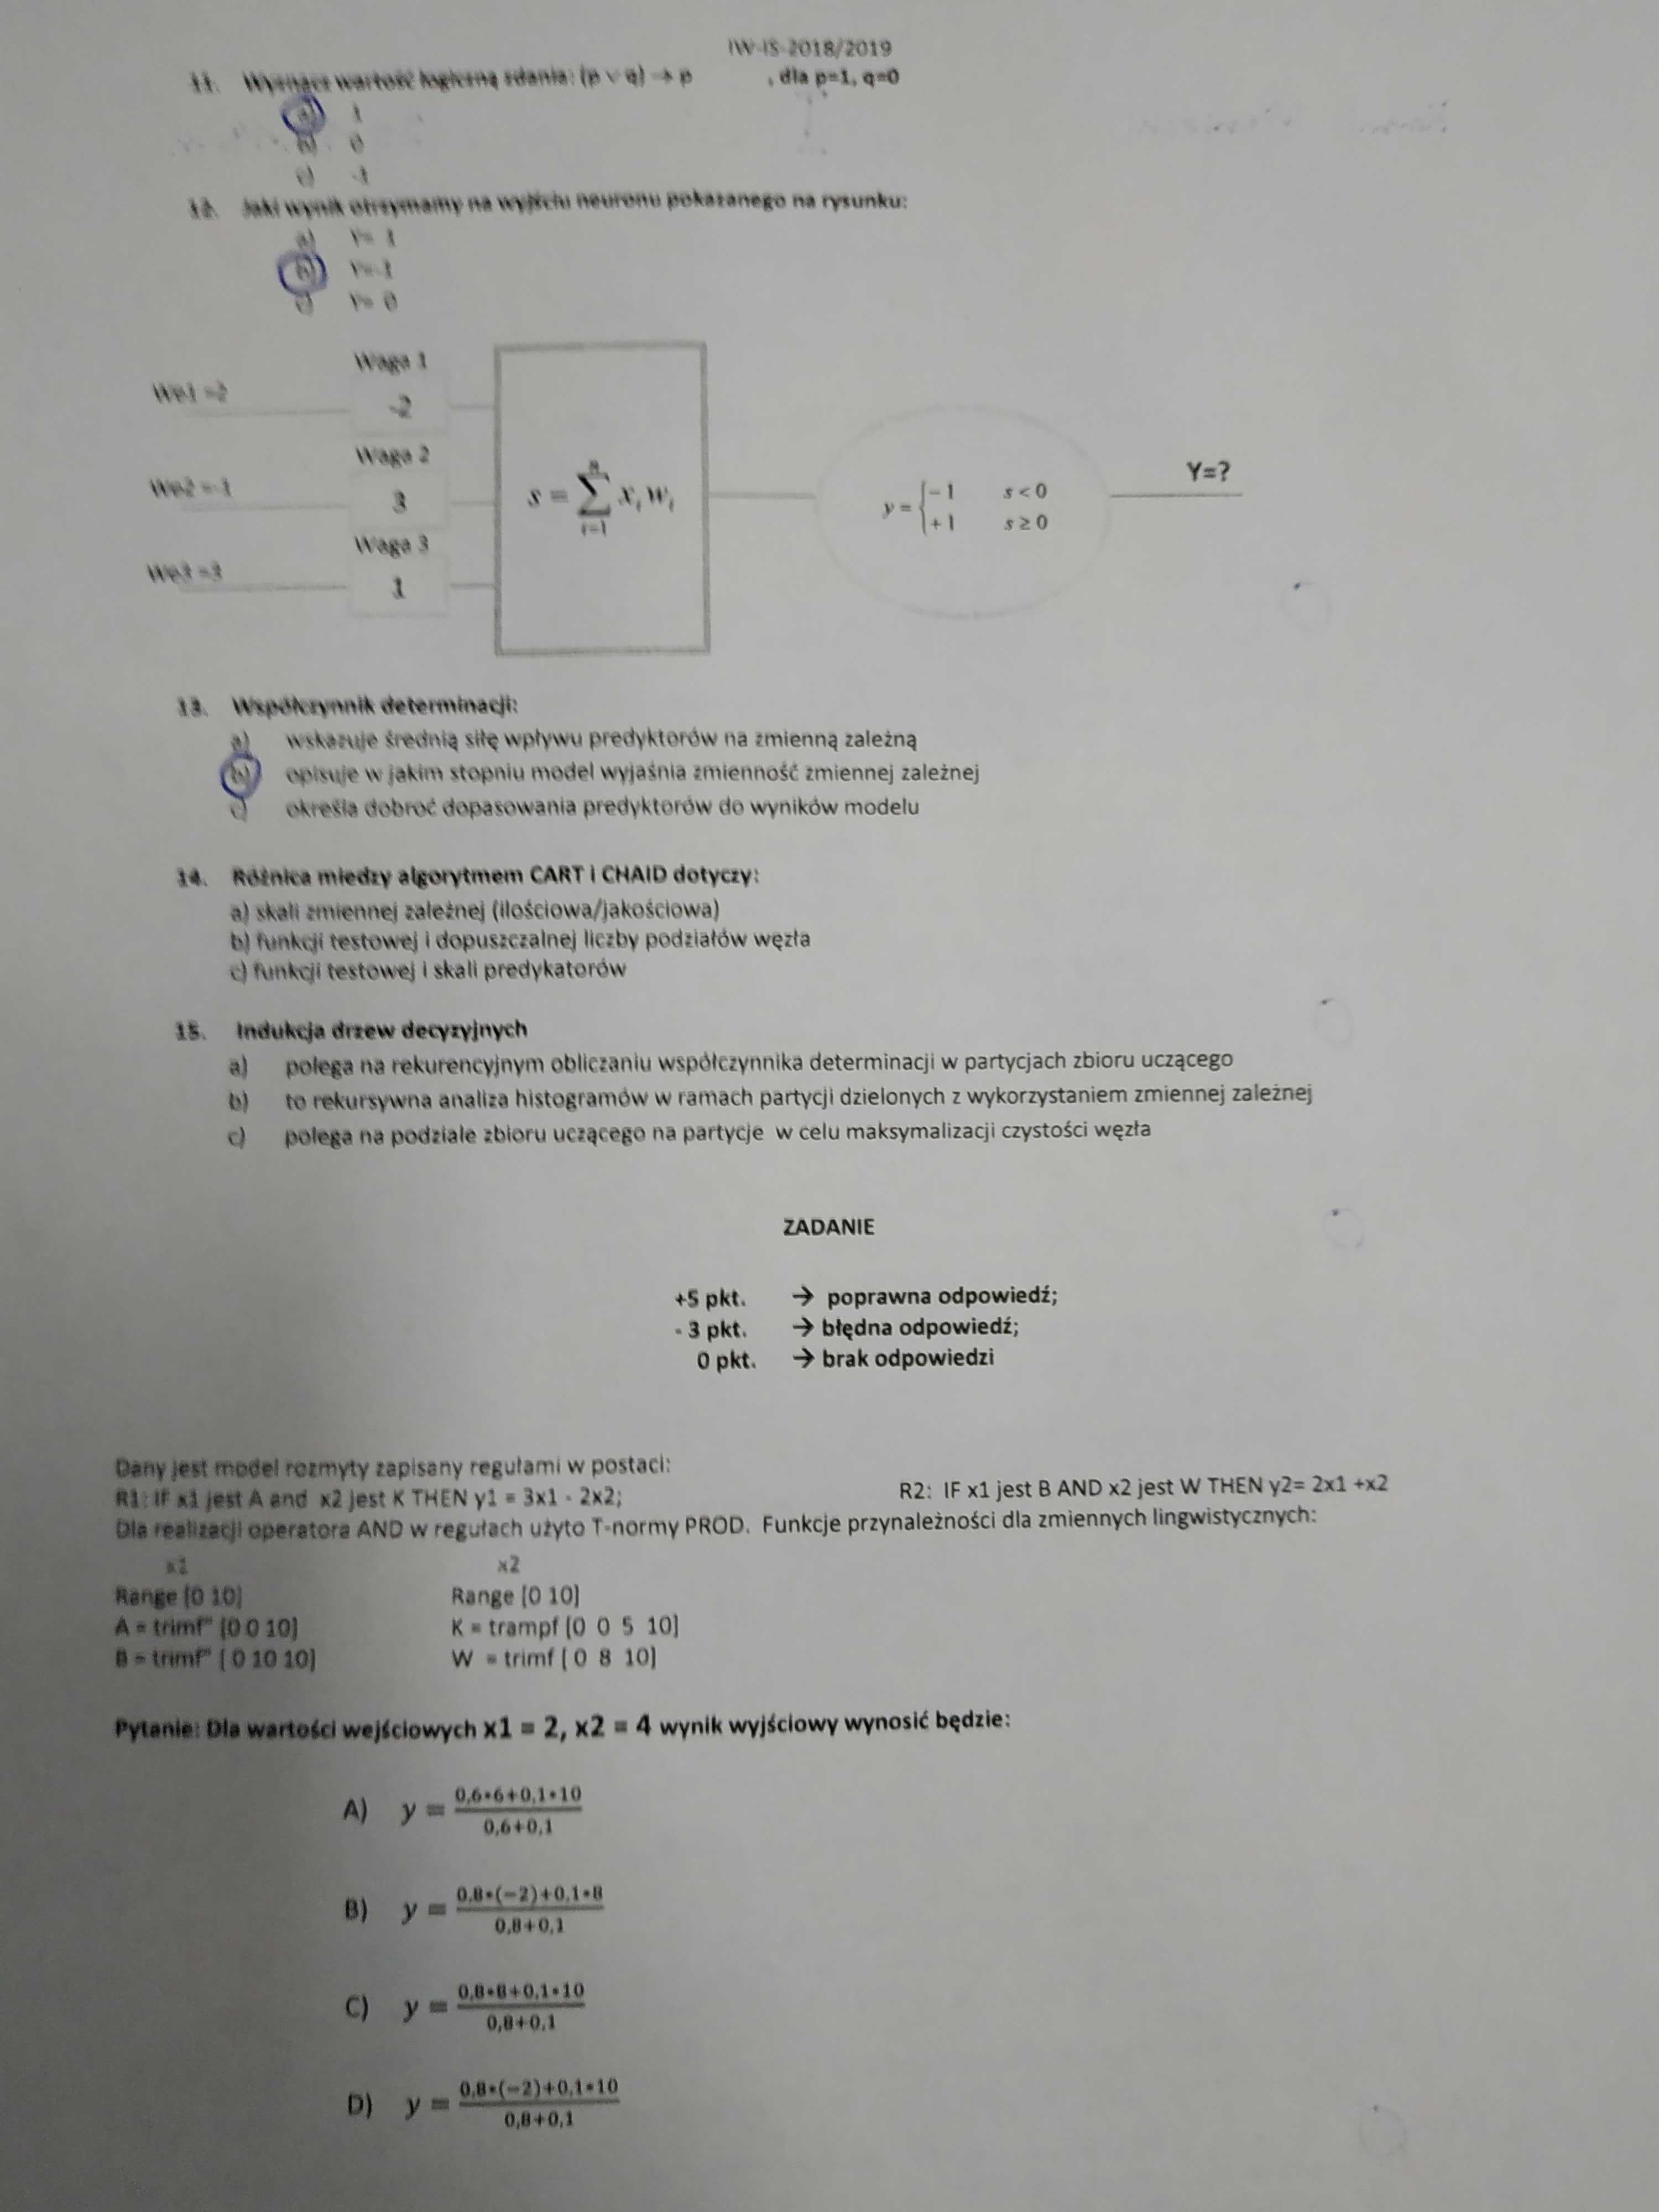 IW-IS-2018/2019
11. Wyznacz wartość logiczną zdania: (p ∨ q) → p , dla p=1, q=0
a) 1
b) 0
c) -1
12. Jaki wynik otrzymamy na wyjściu neuronu pokazanego na rysunku:
a) Y= 1
b) Y=-1
c) Y= 0
Waga 1
We1 =2
-2
Waga 2
We2 =-1
3
Waga 3
We3 =3
1
s = ∑ x_i w_i
n
i=1
y = { -1 s < 0
+1 s ≥ 0
Y=?
13. Współczynnik determinacji:
a) wskazuje średnią siłę wpływu predyktorów na zmienną zależną
b) opisuje w jakim stopniu model wyjaśnia zmienność zmiennej zależnej
c) określa dobroć dopasowania predyktorów do wyników modelu
14. Różnica miedzy algorytmem CART i CHAID dotyczy:
a) skali zmiennej zależnej (ilościowa/jakościowa)
b) funkcji testowej i dopuszczalnej liczby podziałów węzła
c) funkcji testowej i skali predykatorów
15. Indukcja drzew decyzyjnych
a) polega na rekurencyjnym obliczaniu współczynnika determinacji w partycjach zbioru uczącego
b) to rekursywna analiza histogramów w ramach partycji dzielonych z wykorzystaniem zmiennej zależnej
c) polega na podziale zbioru uczącego na partycje w celu maksymalizacji czystości węzła
ZADANIE
+5 pkt. → poprawna odpowiedź;
- 3 pkt. → błędna odpowiedź;
0 pkt. → brak odpowiedzi
Dany jest model rozmyty zapisany regułami w postaci:
R1: IF x1 jest A and x2 jest K THEN y1 = 3x1 - 2x2; R2: IF x1 jest B AND x2 jest W THEN y2= 2x1 +x2
Dla realizacji operatora AND w regułach użyto T-normy PROD. Funkcje przynależności dla zmiennych lingwistycznych:
x1 x2
Range [0 10] Range [0 10]
A = trimf" [0 0 10] K = trampf [0 0 5 10]
B = trimf" [ 0 10 10] W = trimf [ 0 8 10]
Pytanie: Dla wartości wejściowych x1 = 2, x2 = 4 wynik wyjściowy wynosić będzie:
A) y = (0,6*6+0,1*10)/(0,6+0,1)
B) y = (0,8*(-2)+0,1*8)/(0,8+0,1)
C) y = (0,8*8+0,1*10)/(0,8+0,1)
D) y = (0,8*(-2)+0,1*10)/(0,8+0,1)